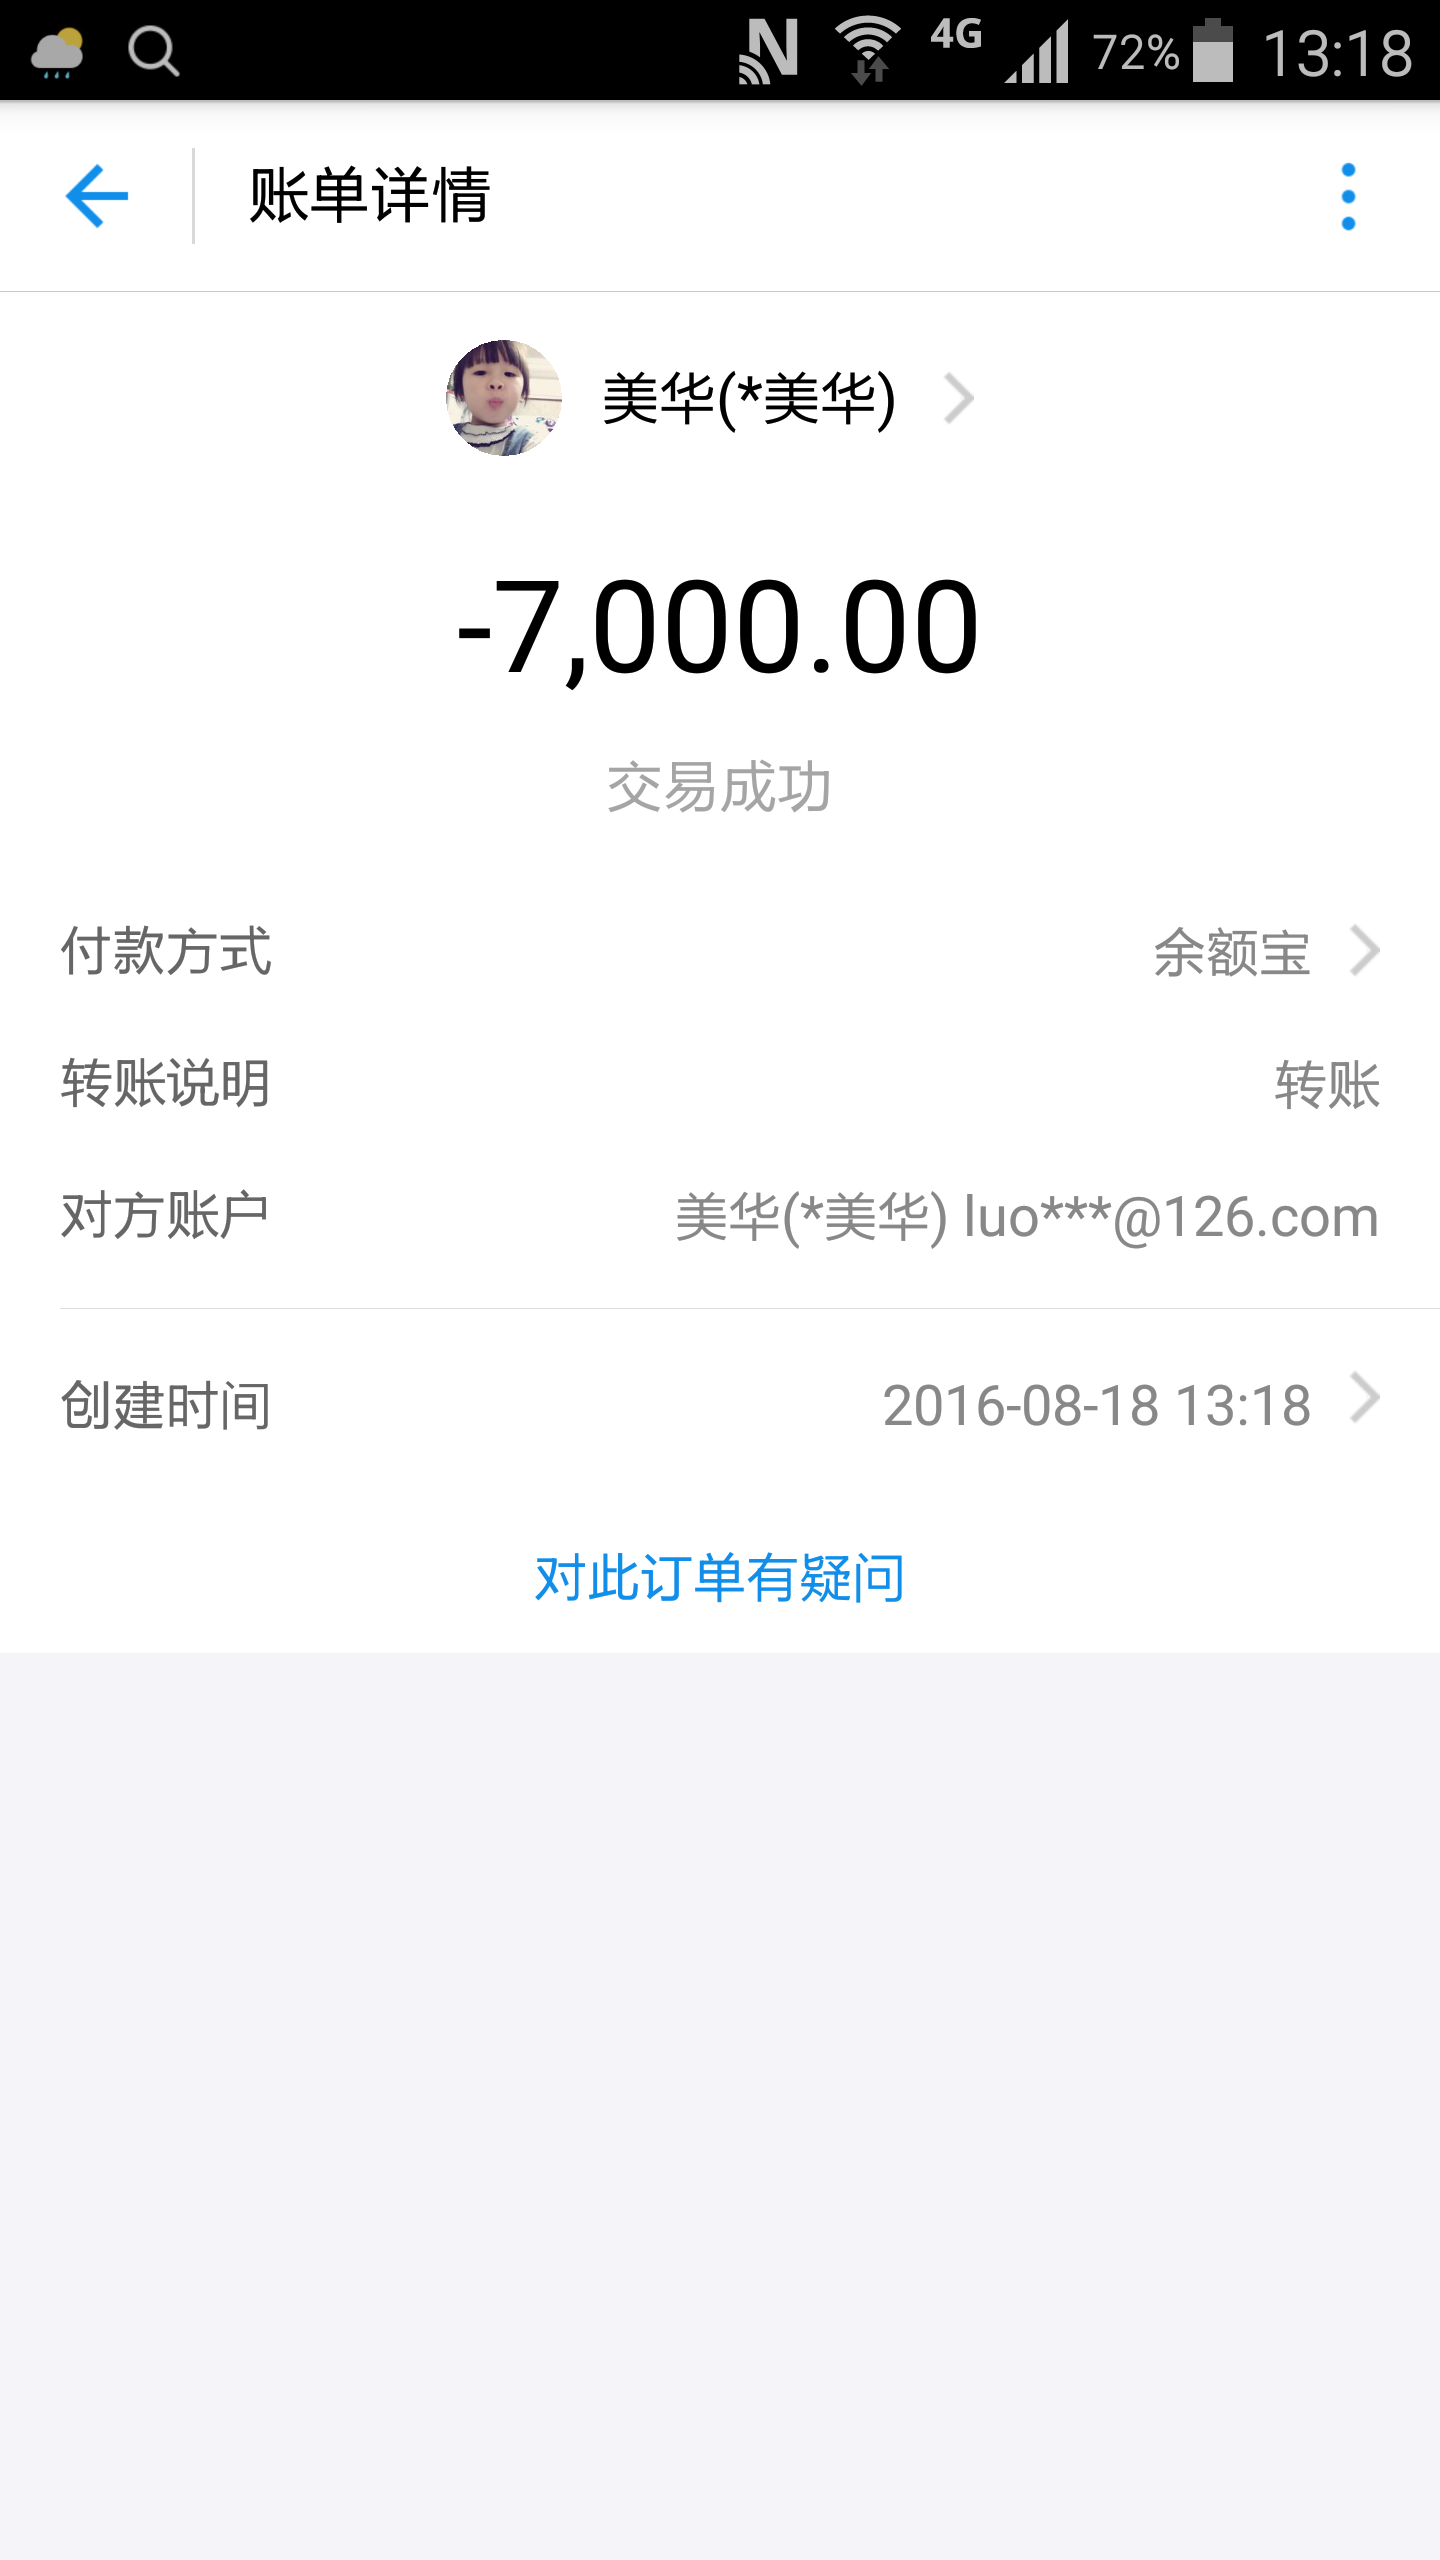 4G 72% 13:18
账单详情
美华(*美华)
-7,000.00
交易成功
付款方式 余额宝
转账说明 转账
对方账户 美华(*美华) luo***@126.com
创建时间 2016-08-18 13:18
对此订单有疑问